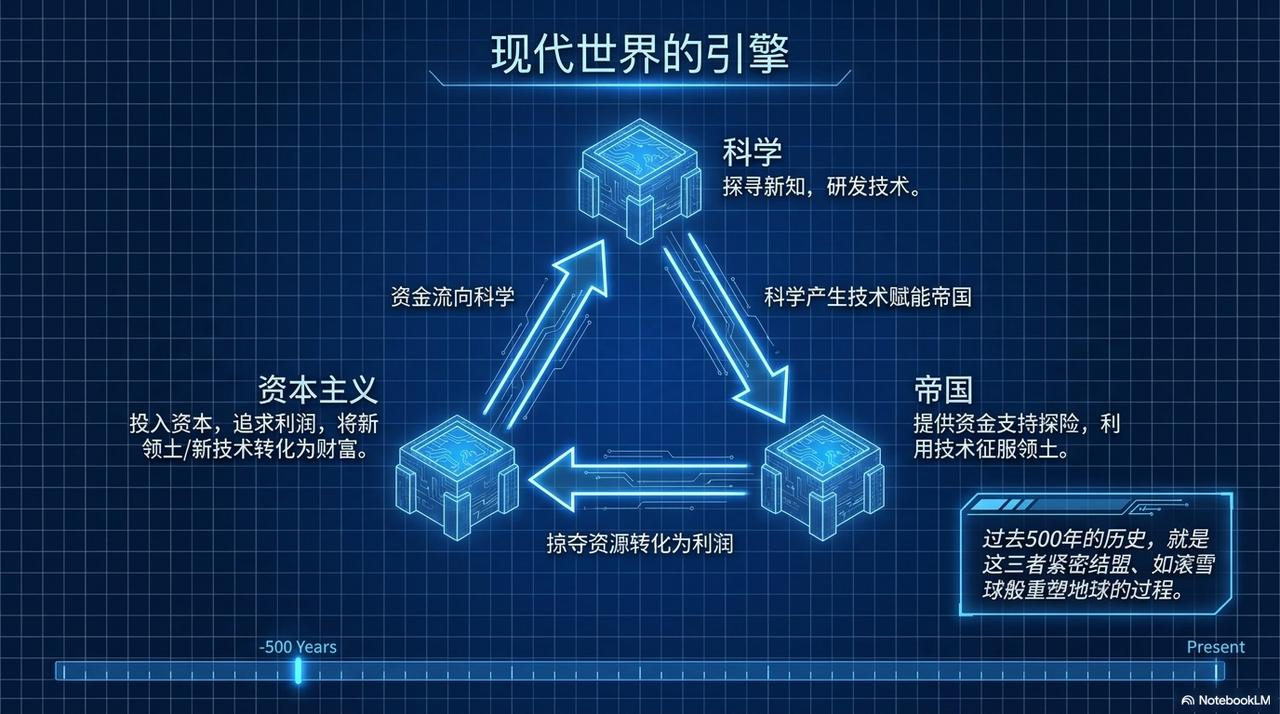 现代世界的引擎
科学
探寻新知，研发技术。
资金流向科学
科学产生技术赋能帝国
资本主义
投入资本，追求利润，将新
领土/新技术转化为财富。
帝国
提供资金支持探险，利
用技术征服领土。
掠夺资源转化为利润
过去500年的历史，就是
这三者紧密结盟、如滚雪
球般重塑地球的过程。
-500 Years
Present
NotebookLM